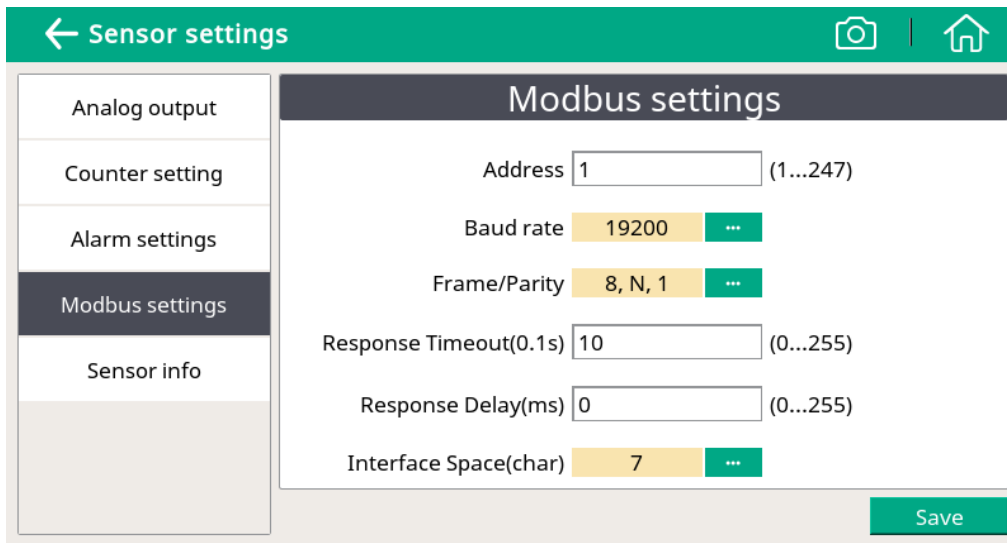 Sensor settings
Analog output
Counter setting
Alarm settings
Modbus settings
Sensor info
Modbus settings
Address 1 (1...247)
Baud rate 19200 ...
Frame/Parity 8, N, 1 ...
Response Timeout(0.1s) 10 (0...255)
Response Delay(ms) 0 (0...255)
Interface Space(char) 7 ...
Save